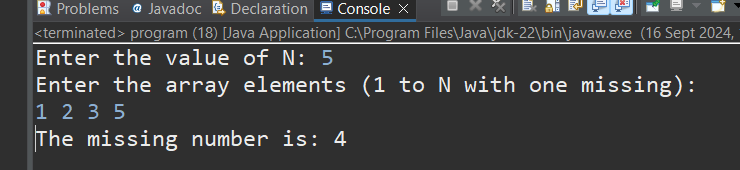 Problems @ Javadoc Declaration Console
<terminated> program (18) [Java Application] C:\Program Files\Java\jdk-22\bin\javaw.exe (16 Sept 2024,
Enter the value of N: 5
Enter the array elements (1 to N with one missing):
1 2 3 5
The missing number is: 4